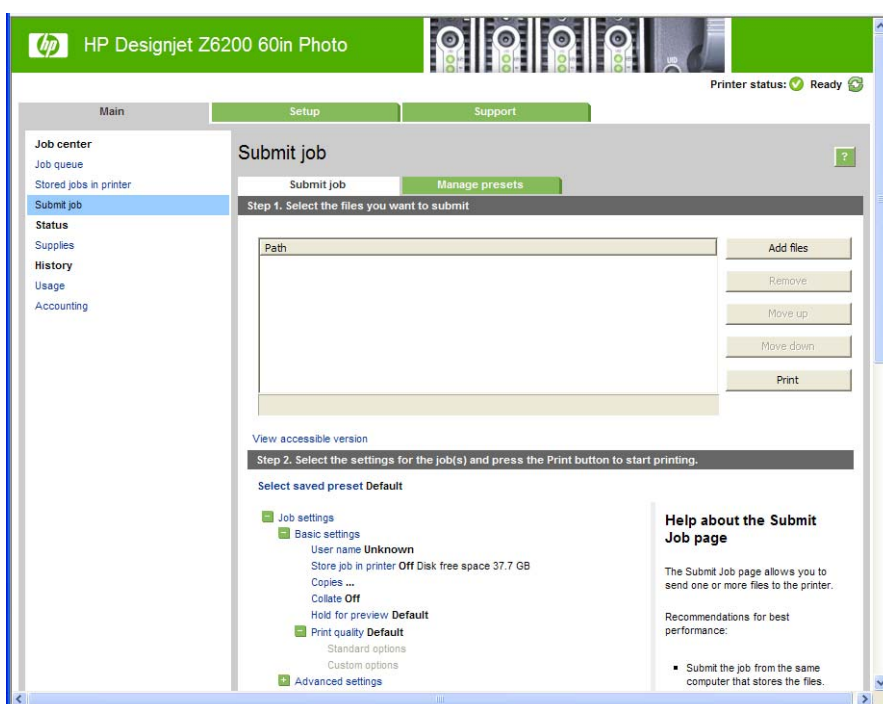 hp HP Designjet Z6200 60in Photo
UID
Printer status: Ready
Main Setup Support
Job center
Job queue
Stored jobs in printer
Submit job
Status
Supplies
History
Usage
Accounting
Submit job
?
Submit job Manage presets
Step 1. Select the files you want to submit
Path
Add files
Remove
Move up
Move down
Print
View accessible version
Step 2. Select the settings for the job(s) and press the Print button to start printing.
Select saved preset Default
Job settings
Basic settings
User name Unknown
Store job in printer Off Disk free space 37.7 GB
Copies ...
Collate Off
Hold for preview Default
Print quality Default
Standard options
Custom options
Advanced settings
Help about the Submit
Job page
The Submit Job page allows you to
send one or more files to the printer.
Recommendations for best
performance:
Submit the job from the same
computer that stores the files.